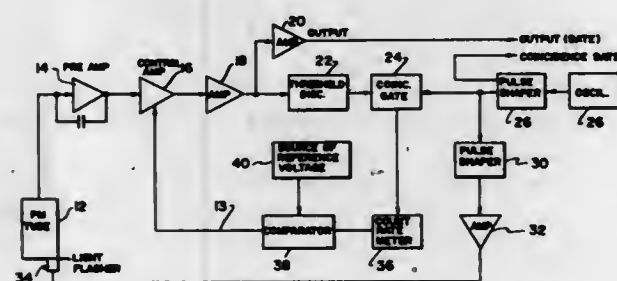 20
AMP
OUTPUT
OUTPUT (GATE)
COINCIDENCE GATE
14
PRE AMP
CONTROL
AMP
16
18
AMP
22
THRESHOLD
DISC.
24
COINC.
GATE
PULSE
SHAPER
26
OSCIL.
26
40
SOURCE OF
REFERENCE
VOLTAGE
PULSE
SHAPER
30
PM
TUBE
12
13
COMPARATOR
38
COUNT
RATE
METER
36
AMP
32
LIGHT
FLASHER
34